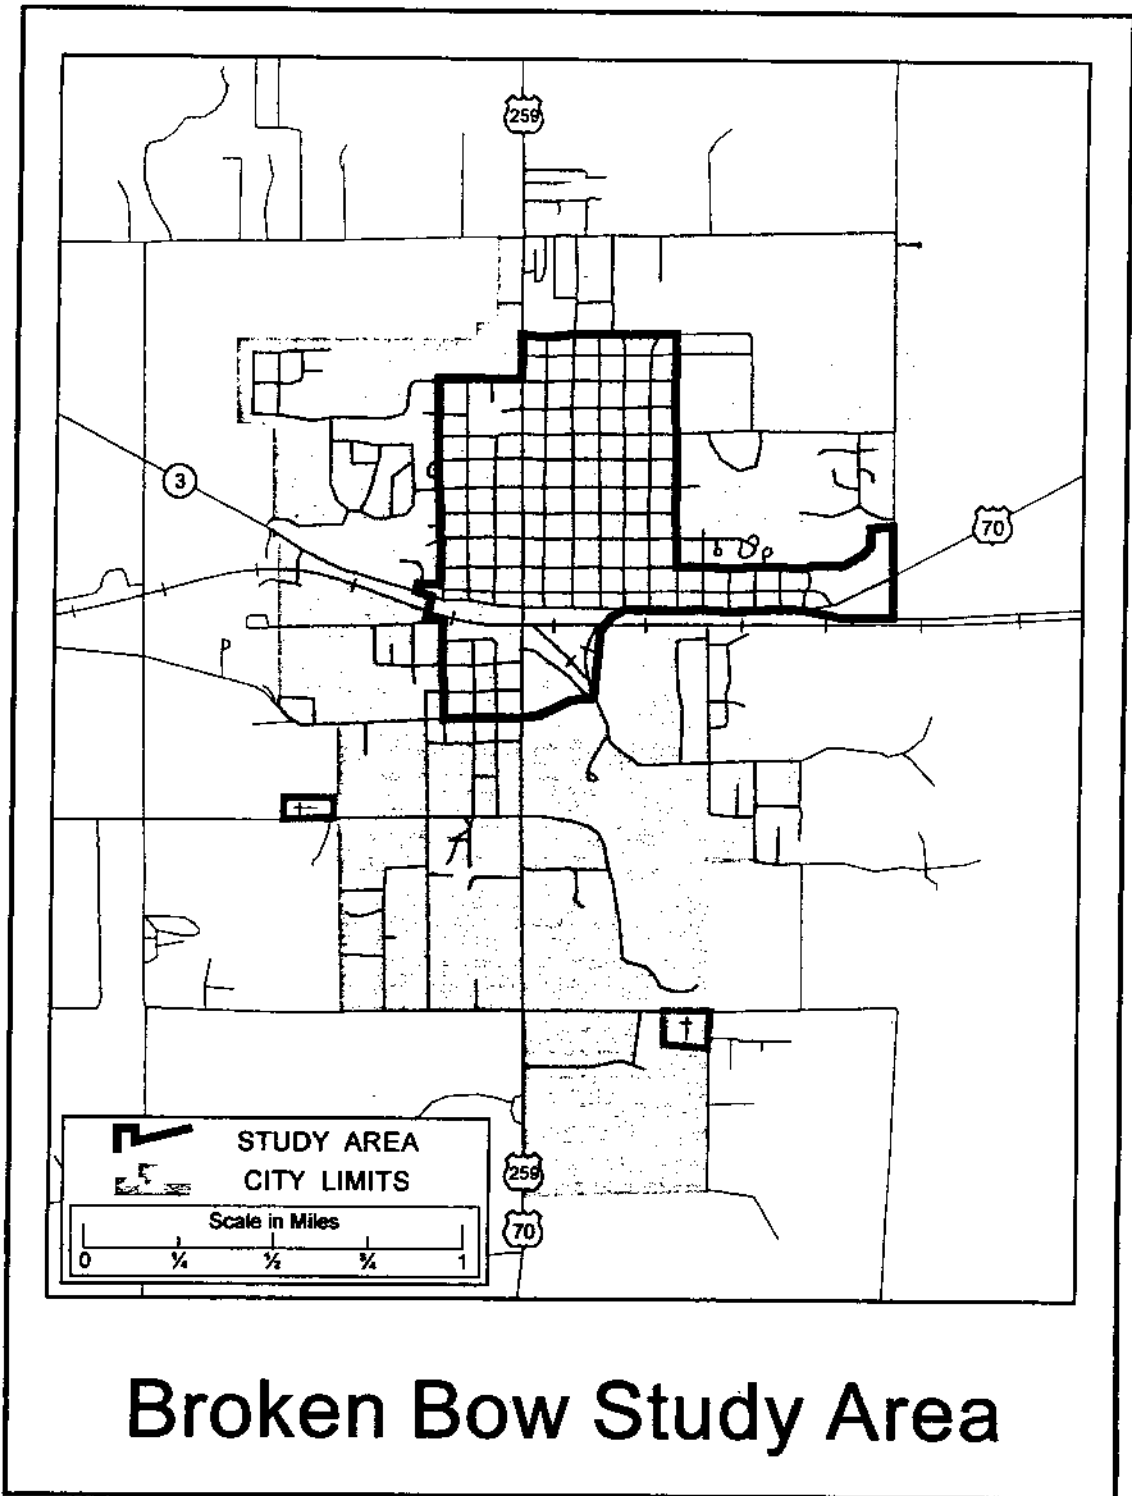 259
3
70
STUDY AREA
CITY LIMITS
Scale in Miles
0 ¼ ½ ¾ 1
259
70
Broken Bow Study Area